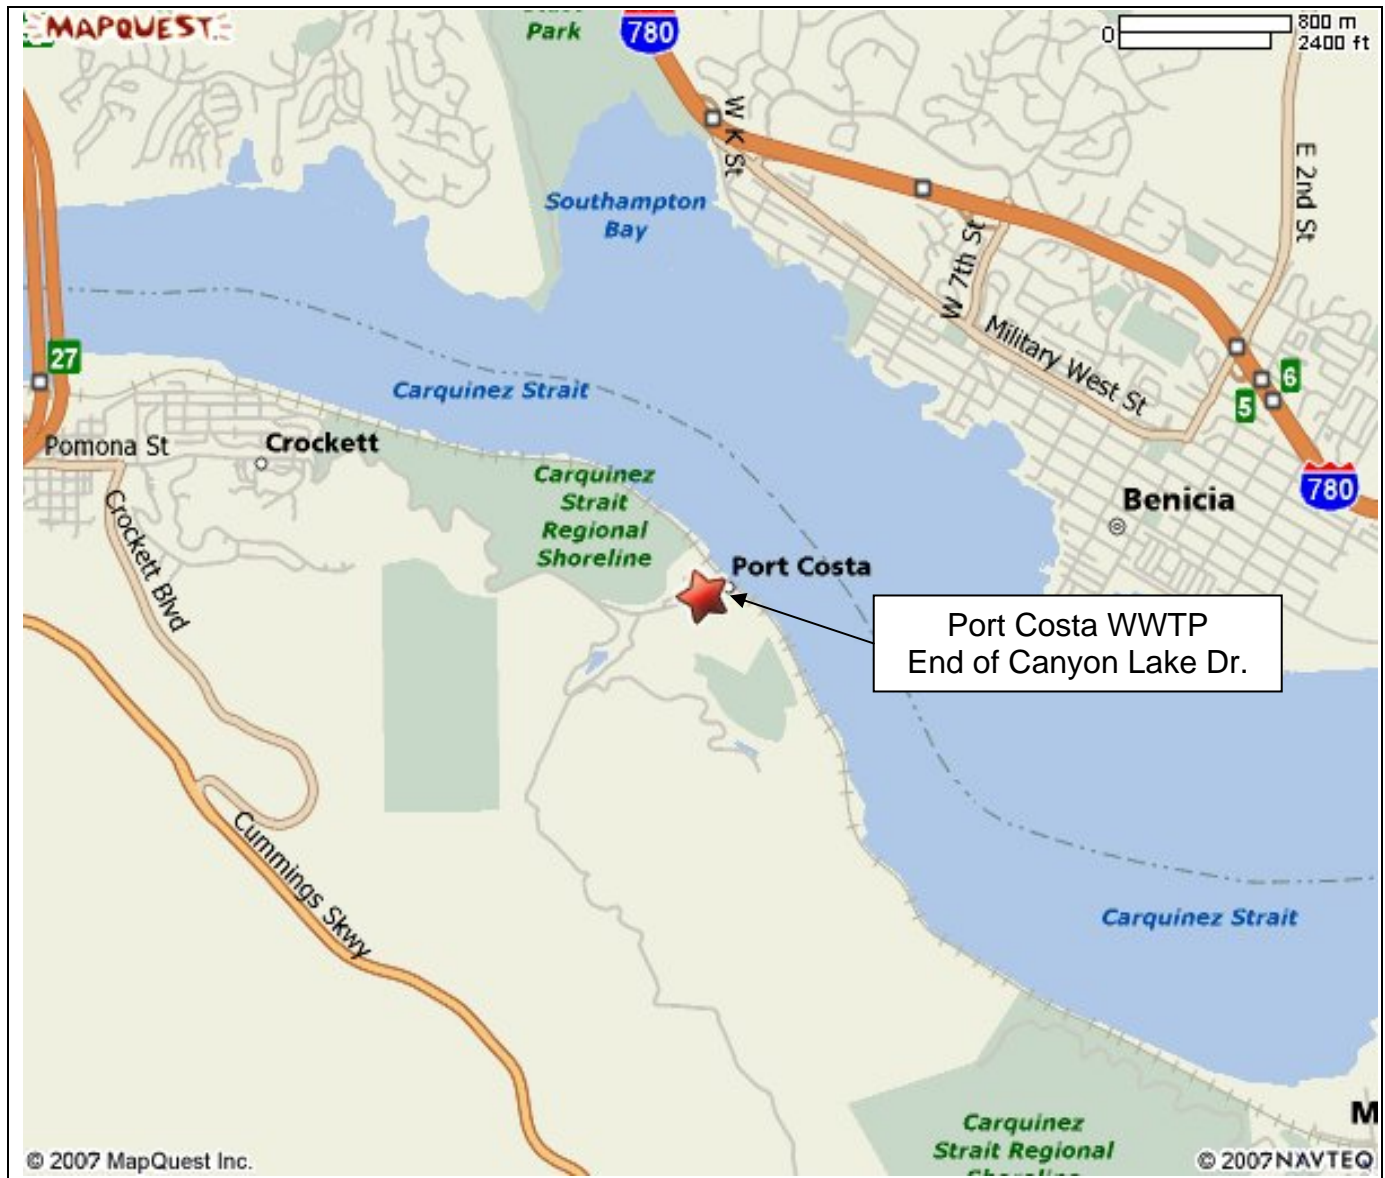 MAPQUEST
Park
780
800 m
0
2400 ft
W K St
E 2nd St
Southampton
Bay
W 7th St
Military West St
27
Carquinez Strait
6
5
Pomona St
Crockett
780
Carquinez
Strait
Regional
Shoreline
Benicia
Crockett Blvd
Port Costa
Port Costa WWTP
End of Canyon Lake Dr.
Cummings Skwy
Carquinez Strait
M
Carquinez
Strait Regional
© 2007 MapQuest Inc.
© 2007 NAVTEQ